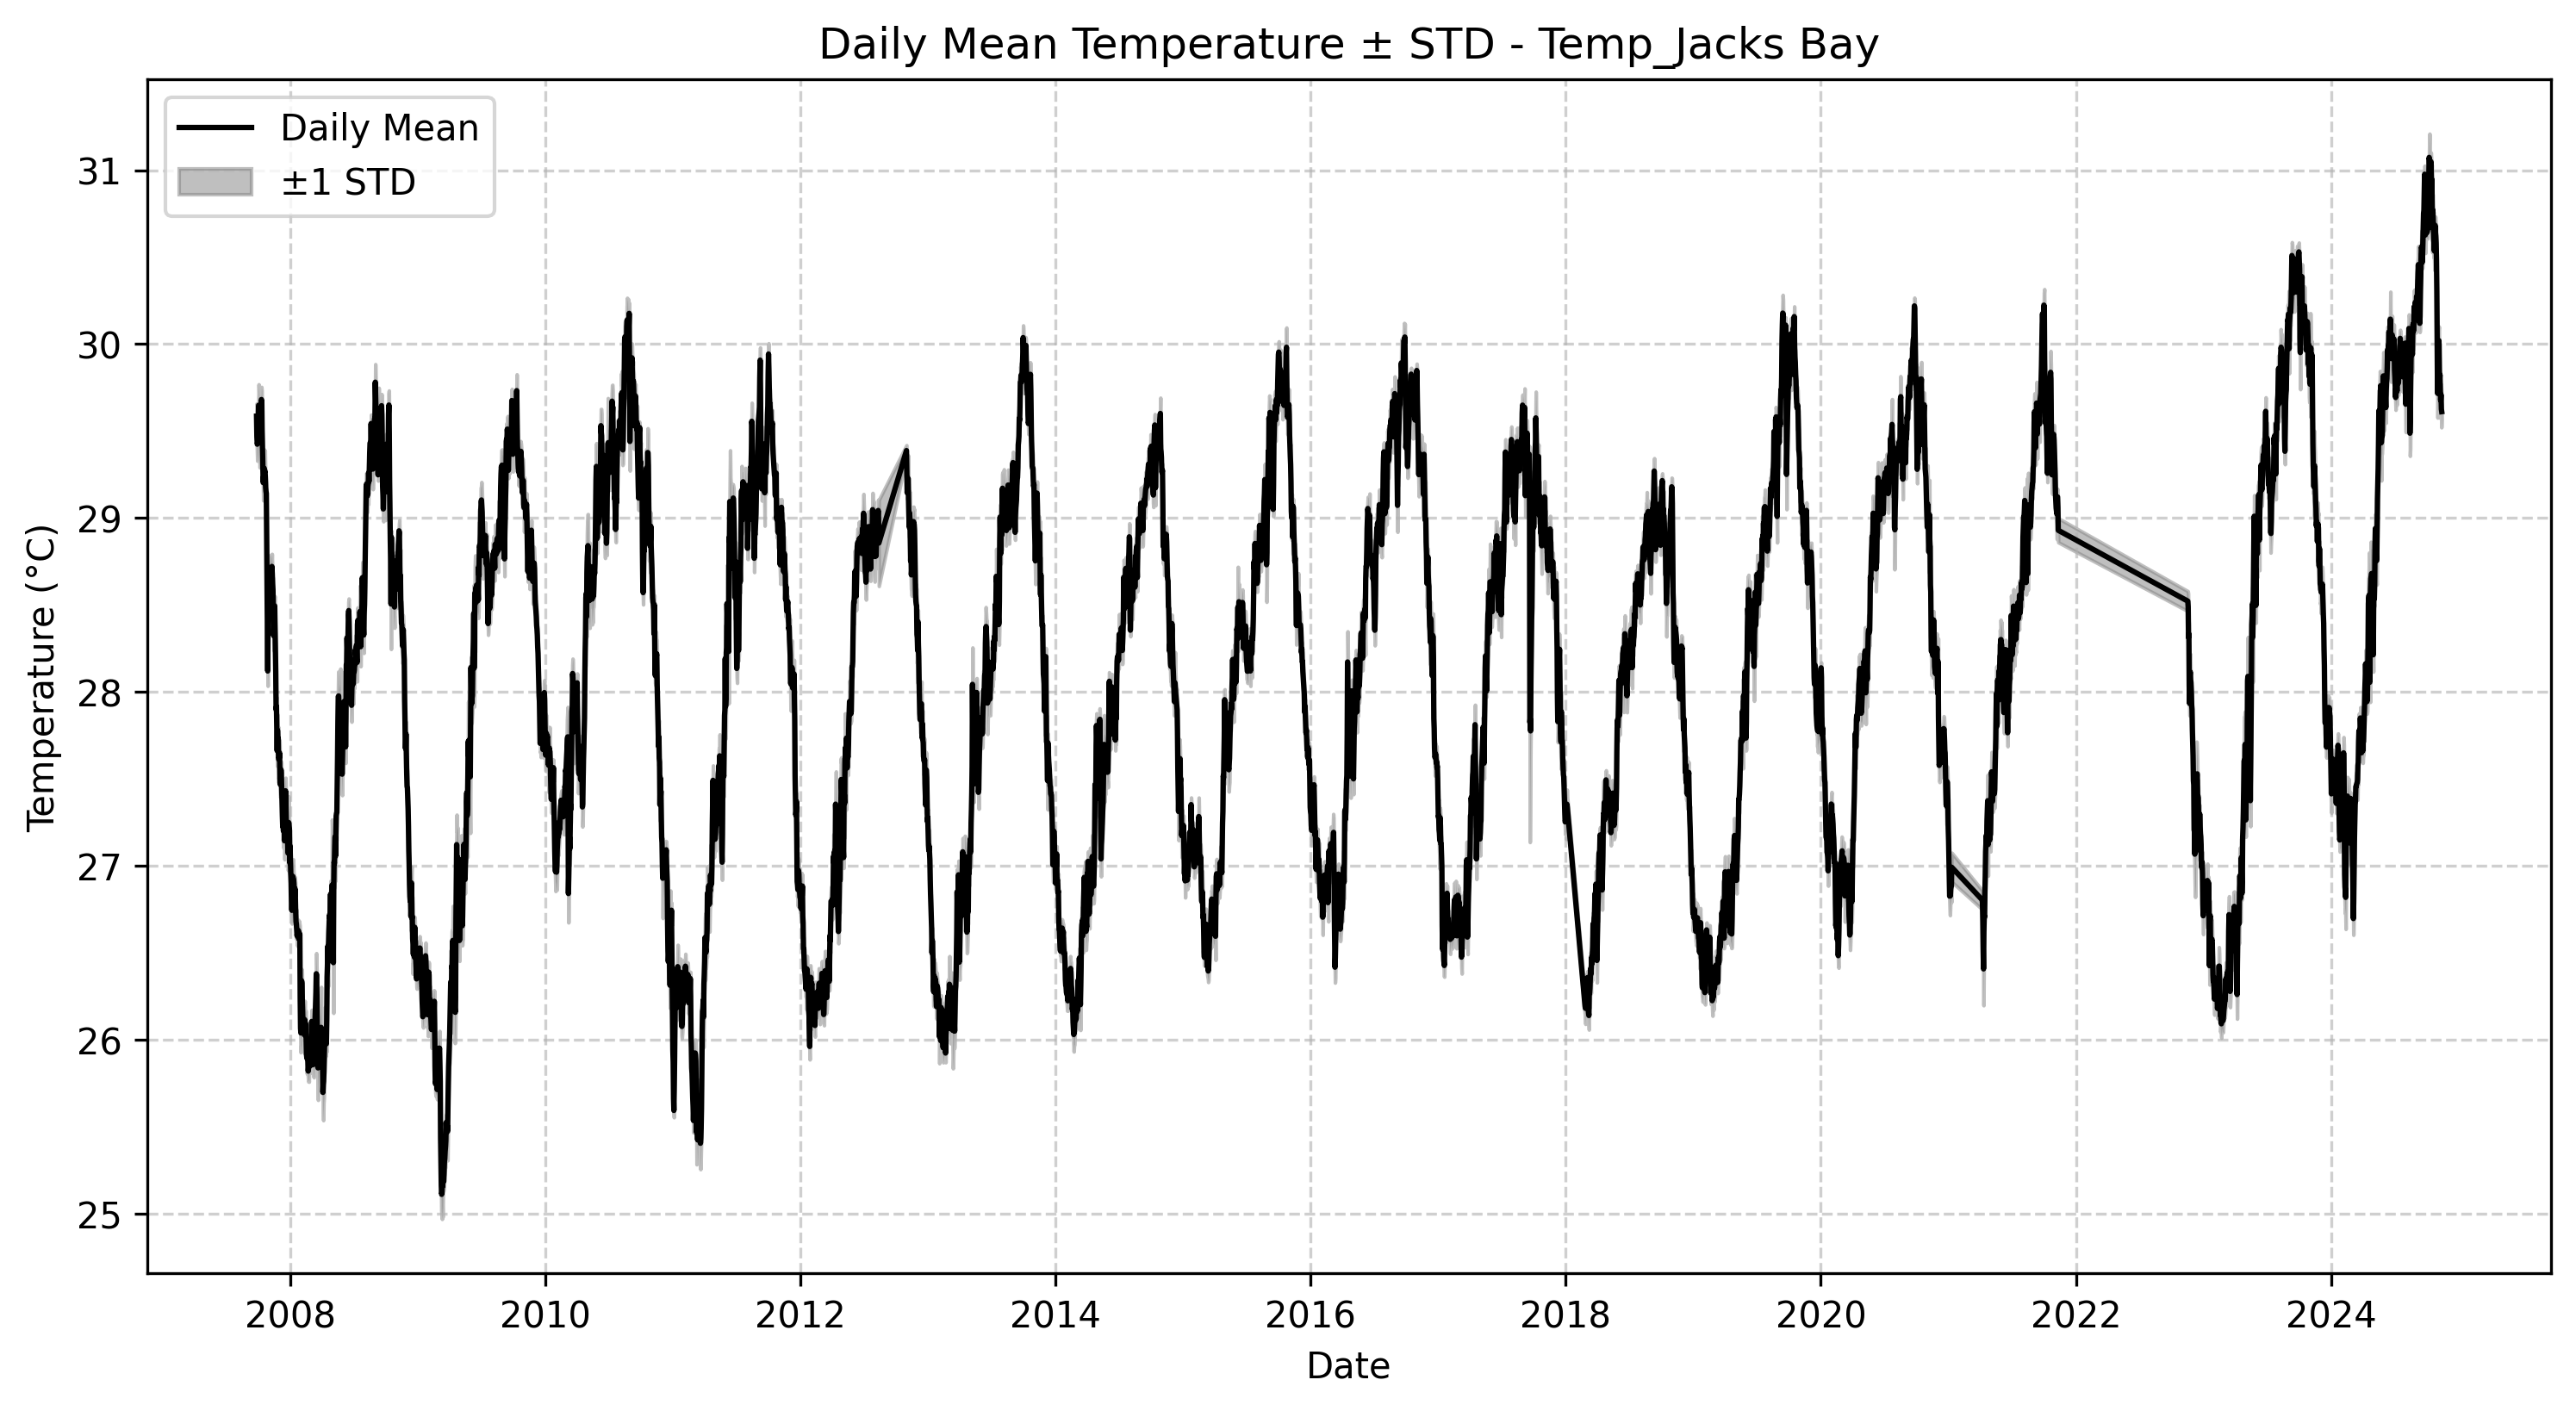 Daily Mean Temperature ± STD - Temp_Jacks Bay
Daily Mean
±1 STD
Temperature (°C)
31
30
29
28
27
26
25
2008 2010 2012 2014 2016 2018 2020 2022 2024
Date